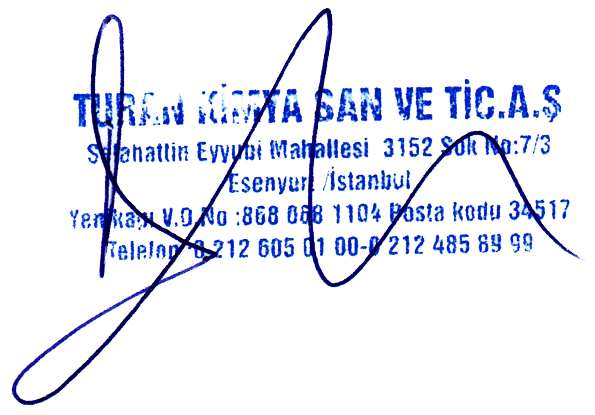 TURAN KİMYA SAN VE TİC.A.Ş
Selahattin Eyyubi Mahallesi 3152 Sok No:7/3
Esenyurt /İstanbul
Yenikapı V.D.No :868 068 1104 Posta kodu 34517
Telefon 0 212 605 01 00-0 212 485 89 99